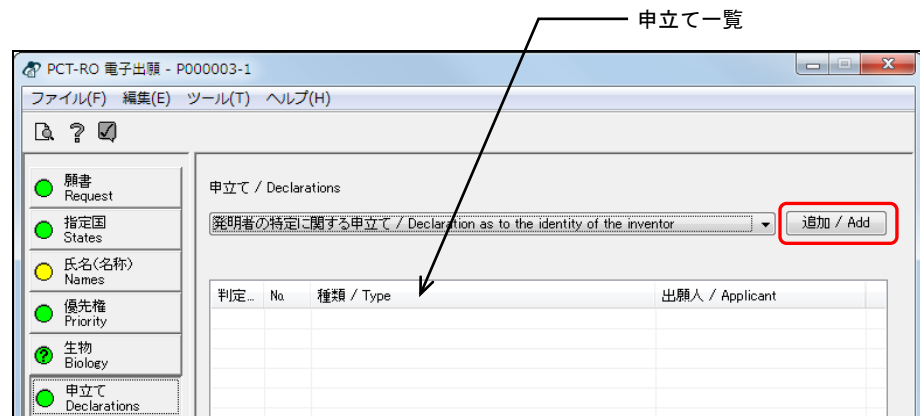 申立て一覧
PCT-RO 電子出願 - P000003-1
ファイル(F) 編集(E) ツール(T) ヘルプ(H)
願書
Request
指定国
States
氏名(名称)
Names
優先権
Priority
生物
Biology
申立て
Declarations
申立て / Declarations
発明者の特定に関する申立て / Declaration as to the identity of the inventor
追加 / Add
判定... No. 種類 / Type 出願人 / Applicant